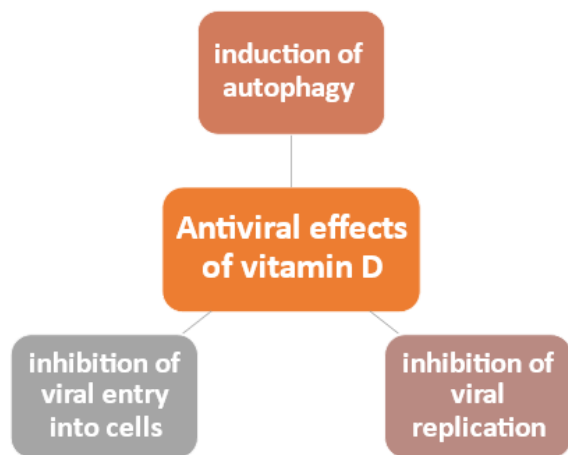 induction of
autophagy
Antiviral effects
of vitamin D
inhibition of
viral entry
into cells
inhibition of
viral
replication